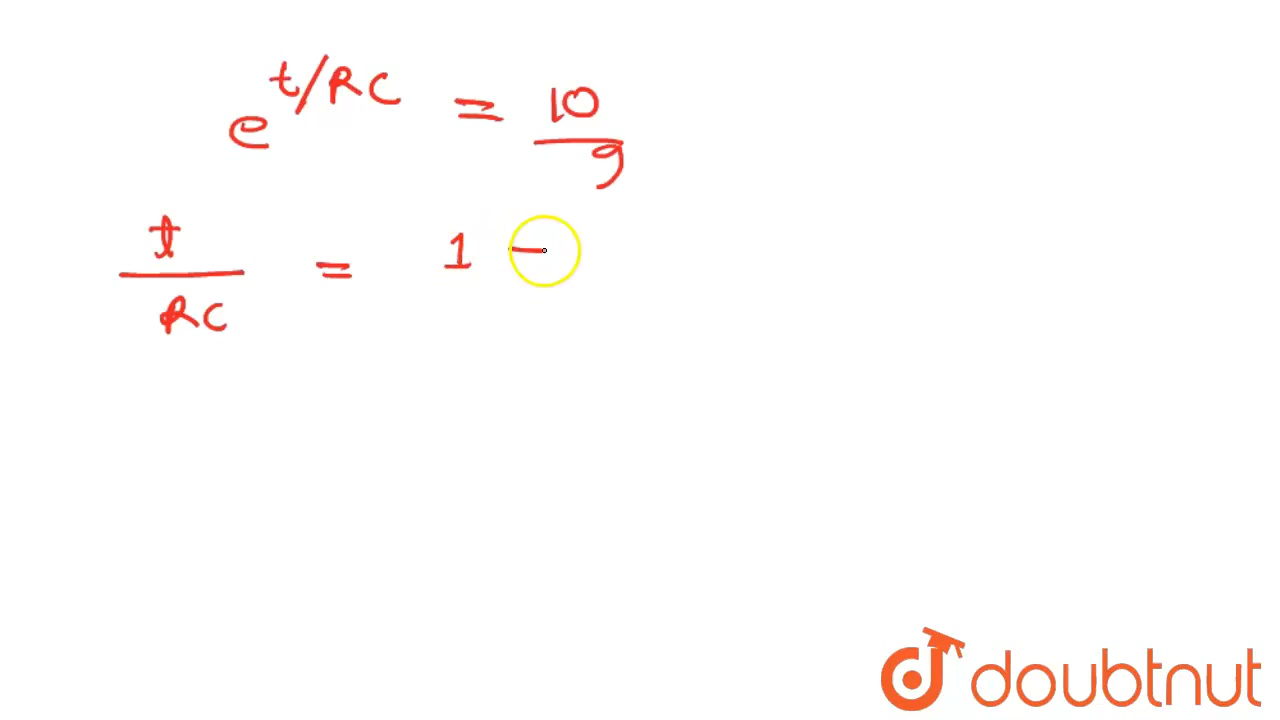 e^t/RC = 10/9
t/RC = 1 -
doubtnut